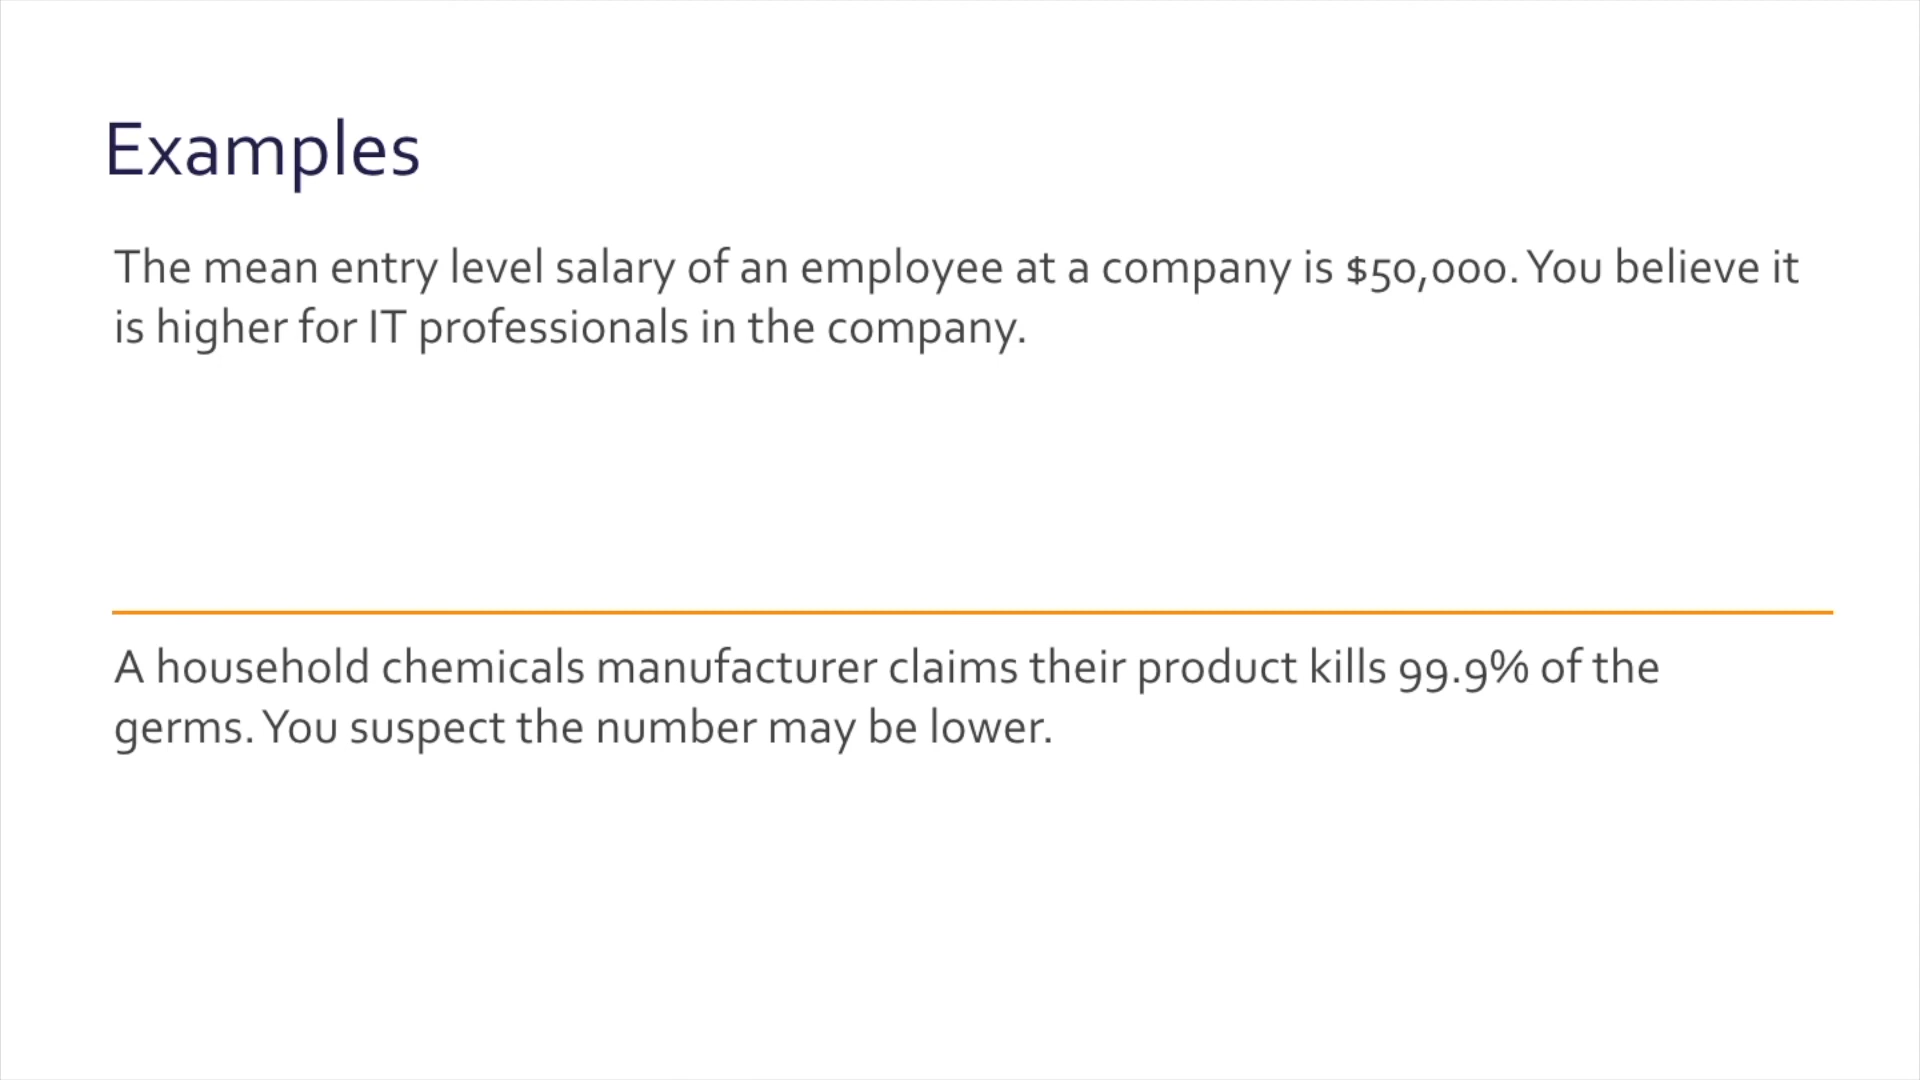 Examples
The mean entry level salary of an employee at a company is $50,000. You believe it
is higher for IT professionals in the company.
A household chemicals manufacturer claims their product kills 99.9% of the
germs. You suspect the number may be lower.